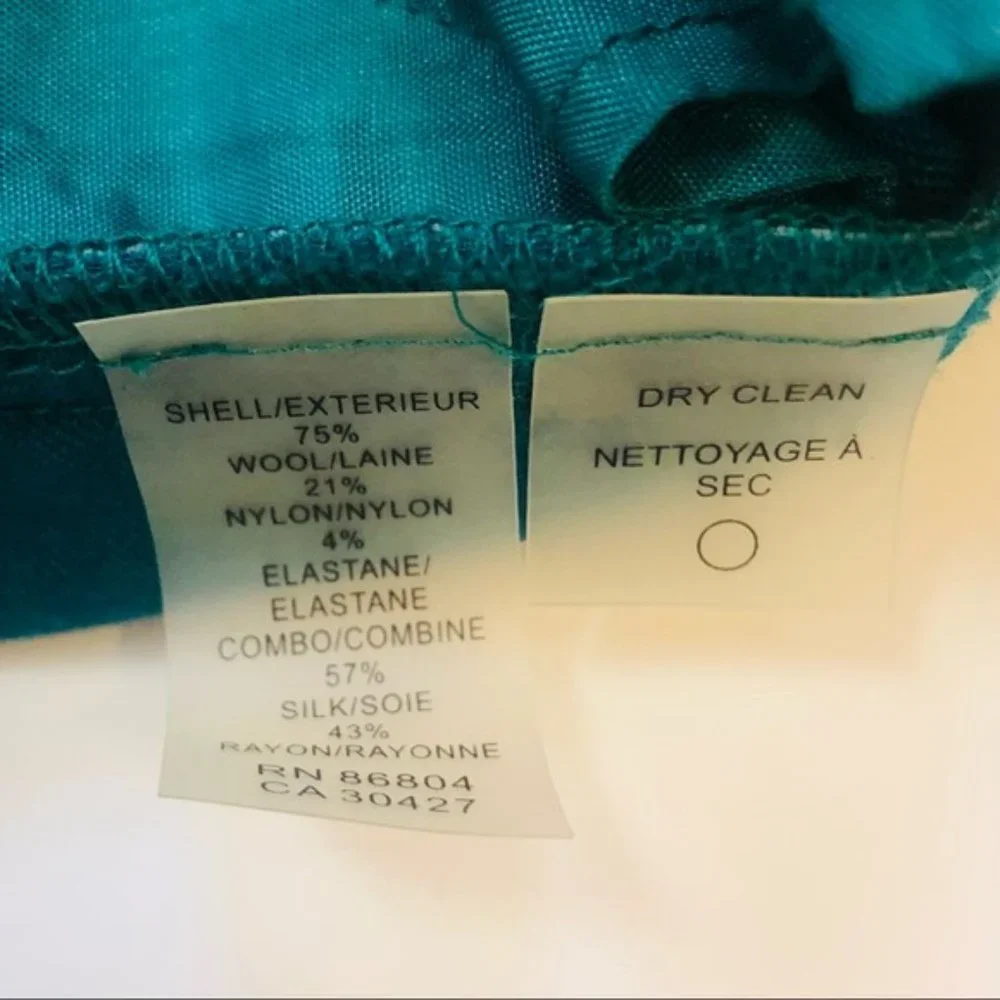 SHELL/EXTERIEUR
75%
WOOL/LAINE
21%
NYLON/NYLON
4%
ELASTANE/
ELASTANE
COMBO/COMBINE
57%
SILK/SOIE
43%
RAYON/RAYONNE
RN 86804
CA 30427
DRY CLEAN
NETTOYAGE À
SEC